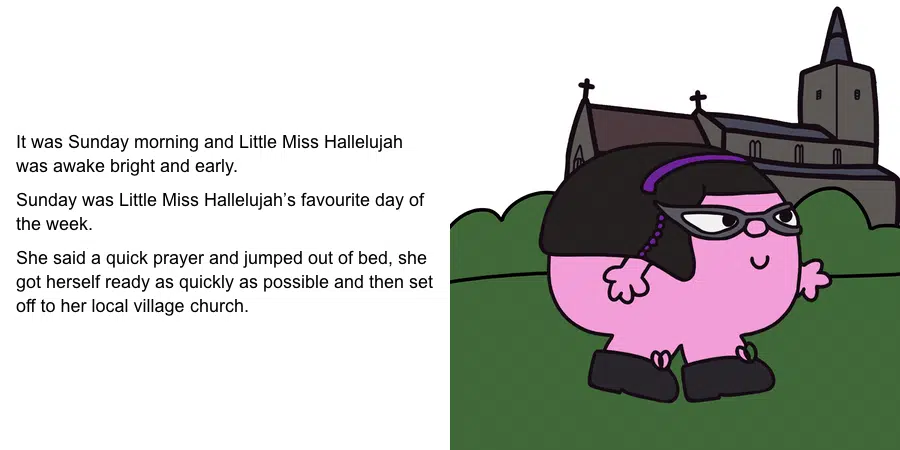 It was Sunday morning and Little Miss Hallelujah
was awake bright and early.
Sunday was Little Miss Hallelujah’s favourite day of
the week.
She said a quick prayer and jumped out of bed, she
got herself ready as quickly as possible and then set
off to her local village church.